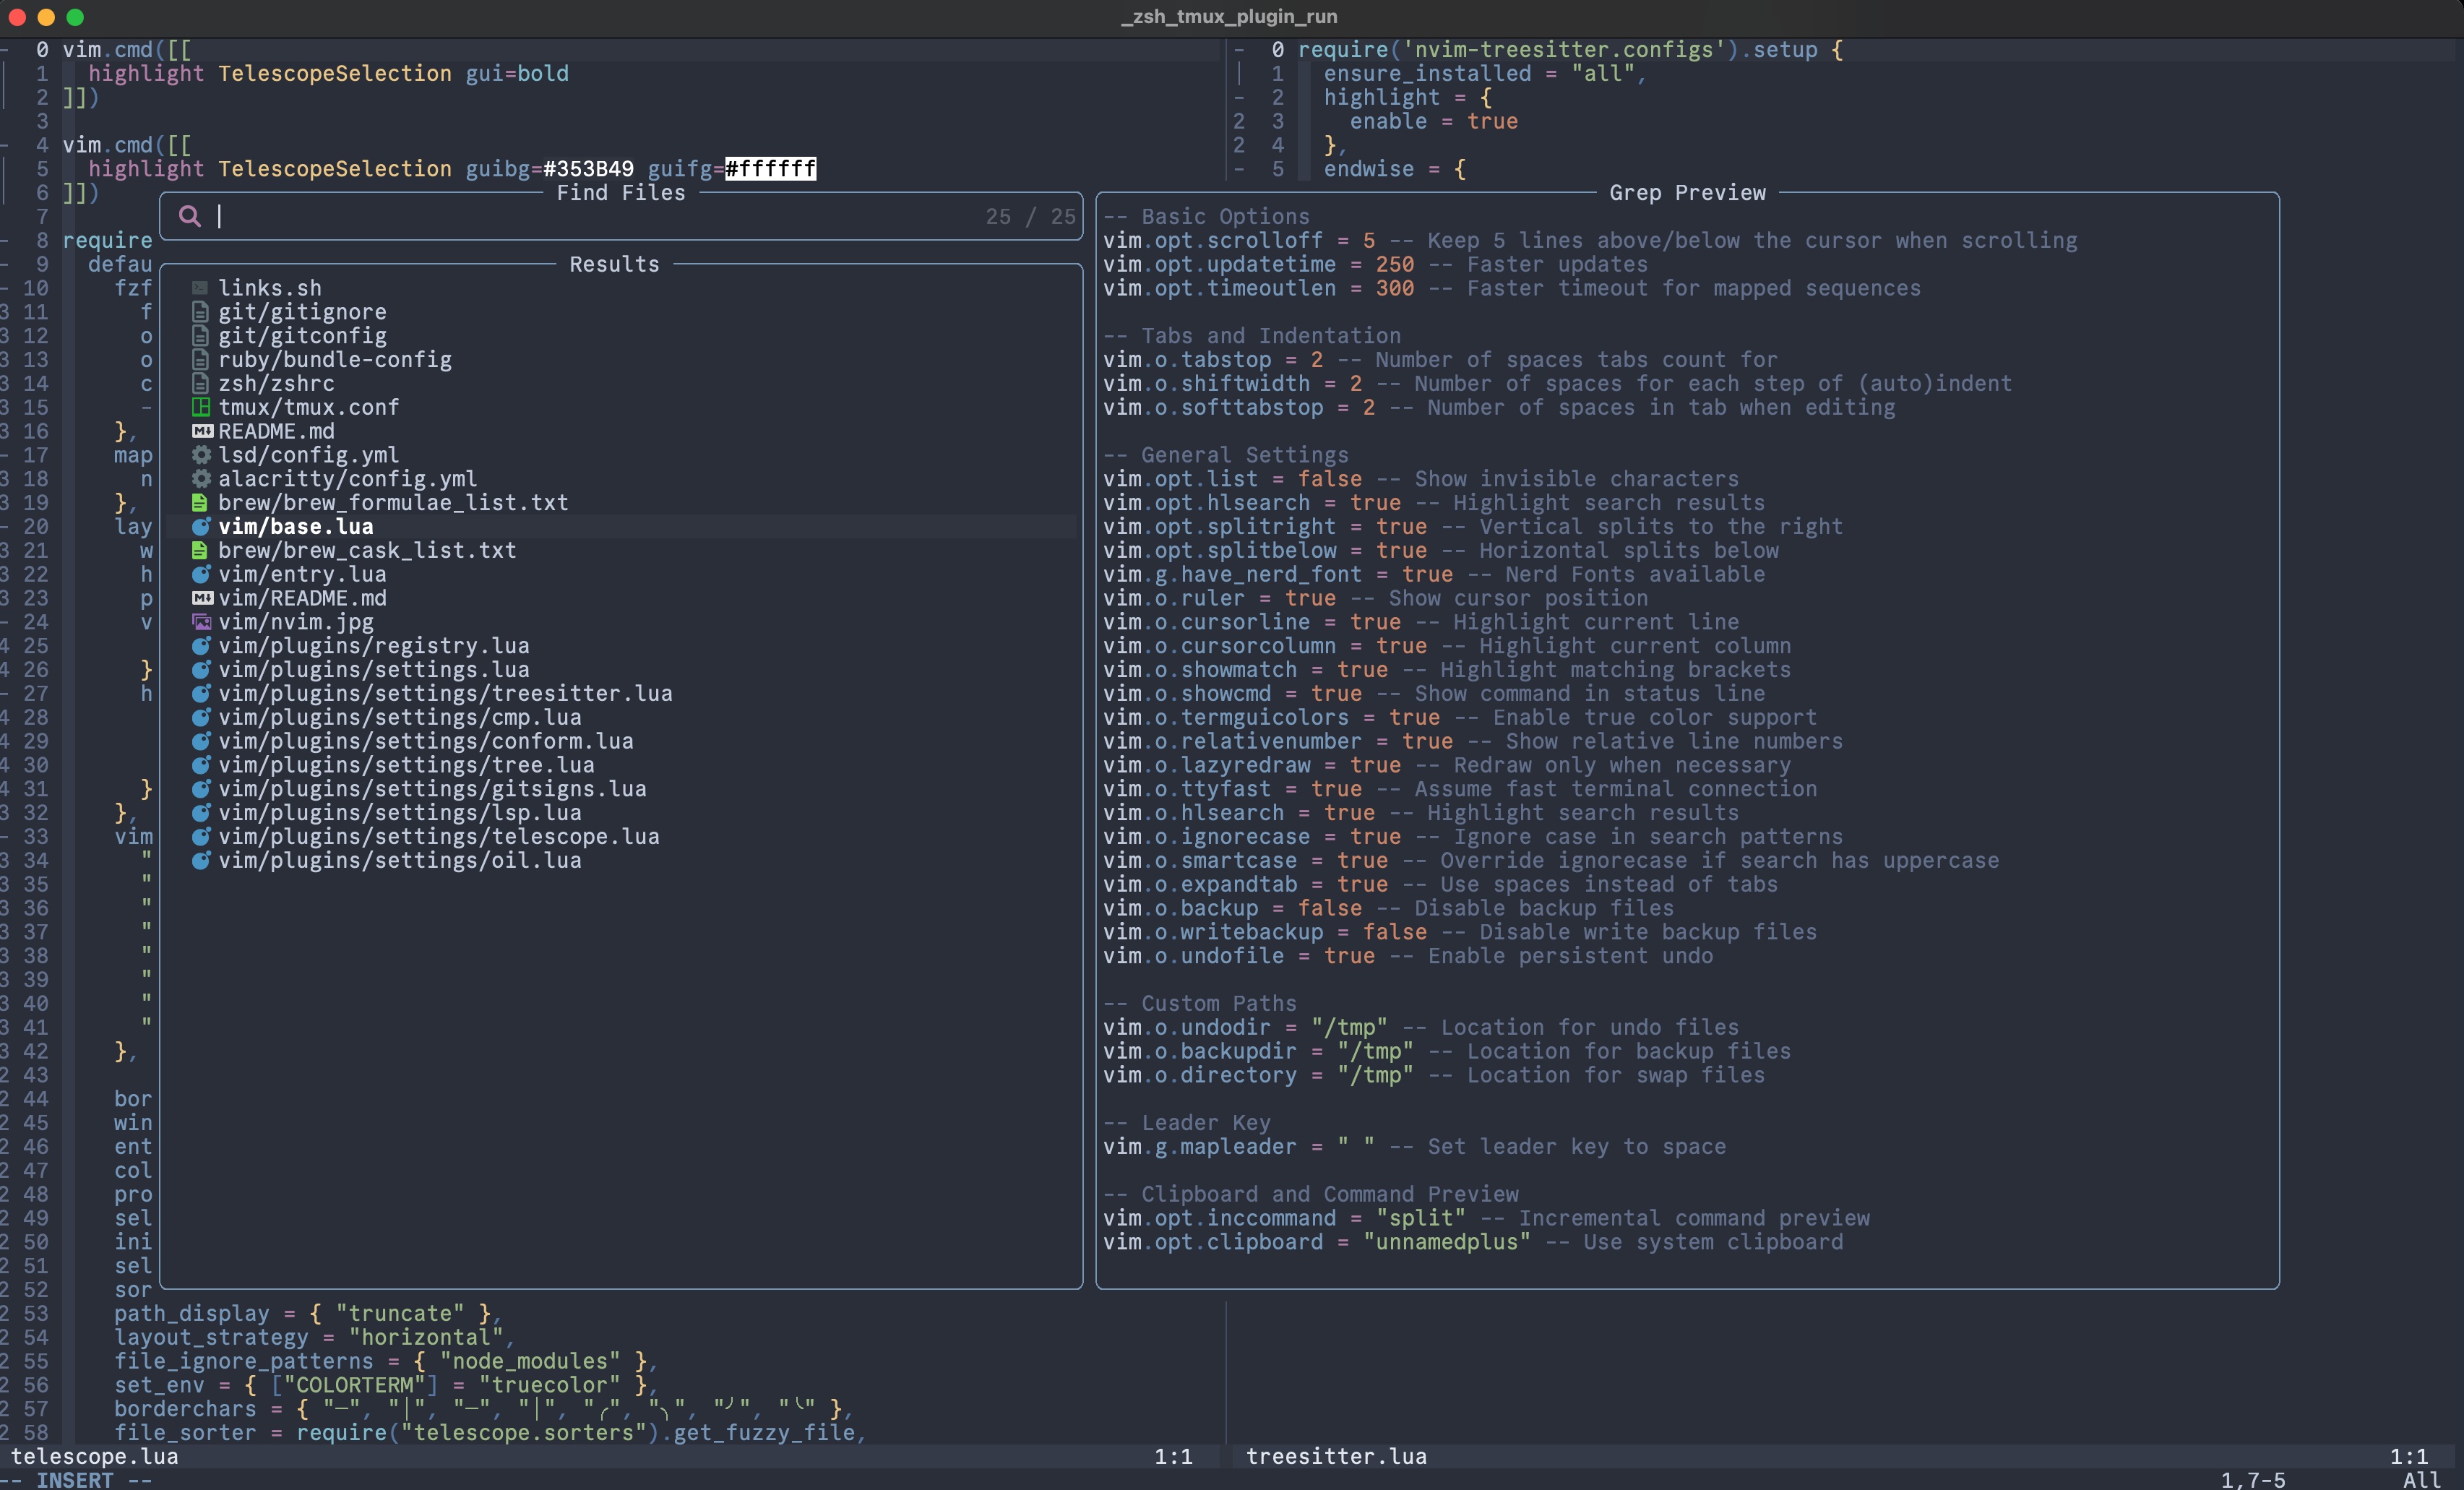 _zsh_tmux_plugin_run
0 vim.cmd([[
1 highlight TelescopeSelection gui=bold
2 ]])
3
4 vim.cmd([[
5 highlight TelescopeSelection guibg=#353B49 guifg=#ffffff
6 ]])
7
8 require
9 defau
10 fzf
3 11 f
3 12 o
3 13 o
3 14 c
3 15 -
3 16 },
17 map
3 18 n
3 19 },
20 lay
3 21 w
3 22 h
3 23 p
24 v
4 25
4 26 }
27 h
4 28
4 29
4 30
4 31 }
3 32 },
33 vim
3 34 "
3 35 "
3 36 "
3 37 "
3 38 "
3 39 "
3 40 "
3 41 "
3 42 },
2 43
2 44 bor
2 45 win
2 46 ent
2 47 col
2 48 pro
2 49 sel
2 50 ini
2 51 sel
2 52 sor
2 53 path_display = { "truncate" },
2 54 layout_strategy = "horizontal",
2 55 file_ignore_patterns = { "node_modules" },
2 56 set_env = { ["COLORTERM"] = "truecolor" },
2 57 borderchars = { "─", "│", "─", "│", "╭", "╮", "╯", "╰" },
2 58 file_sorter = require("telescope.sorters").get_fuzzy_file,
- 0 require('nvim-treesitter.configs').setup {
│ 1 ensure_installed = "all",
- 2 highlight = {
2 3 enable = true
2 4 },
- 5 endwise = {
Find Files
25 / 25
Results
links.sh
git/gitignore
git/gitconfig
ruby/bundle-config
zsh/zshrc
tmux/tmux.conf
README.md
lsd/config.yml
alacritty/config.yml
brew/brew_formulae_list.txt
vim/base.lua
brew/brew_cask_list.txt
vim/entry.lua
vim/README.md
vim/nvim.jpg
vim/plugins/registry.lua
vim/plugins/settings.lua
vim/plugins/settings/treesitter.lua
vim/plugins/settings/cmp.lua
vim/plugins/settings/conform.lua
vim/plugins/settings/tree.lua
vim/plugins/settings/gitsigns.lua
vim/plugins/settings/lsp.lua
vim/plugins/settings/telescope.lua
vim/plugins/settings/oil.lua
Grep Preview
-- Basic Options
vim.opt.scrolloff = 5 -- Keep 5 lines above/below the cursor when scrolling
vim.opt.updatetime = 250 -- Faster updates
vim.opt.timeoutlen = 300 -- Faster timeout for mapped sequences

-- Tabs and Indentation
vim.o.tabstop = 2 -- Number of spaces tabs count for
vim.o.shiftwidth = 2 -- Number of spaces for each step of (auto)indent
vim.o.softtabstop = 2 -- Number of spaces in tab when editing

-- General Settings
vim.opt.list = false -- Show invisible characters
vim.opt.hlsearch = true -- Highlight search results
vim.opt.splitright = true -- Vertical splits to the right
vim.opt.splitbelow = true -- Horizontal splits below
vim.g.have_nerd_font = true -- Nerd Fonts available
vim.o.ruler = true -- Show cursor position
vim.o.cursorline = true -- Highlight current line
vim.o.cursorcolumn = true -- Highlight current column
vim.o.showmatch = true -- Highlight matching brackets
vim.o.showcmd = true -- Show command in status line
vim.o.termguicolors = true -- Enable true color support
vim.o.relativenumber = true -- Show relative line numbers
vim.o.lazyredraw = true -- Redraw only when necessary
vim.o.ttyfast = true -- Assume fast terminal connection
vim.o.hlsearch = true -- Highlight search results
vim.o.ignorecase = true -- Ignore case in search patterns
vim.o.smartcase = true -- Override ignorecase if search has uppercase
vim.o.expandtab = true -- Use spaces instead of tabs
vim.o.backup = false -- Disable backup files
vim.o.writebackup = false -- Disable write backup files
vim.o.undofile = true -- Enable persistent undo

-- Custom Paths
vim.o.undodir = "/tmp" -- Location for undo files
vim.o.backupdir = "/tmp" -- Location for backup files
vim.o.directory = "/tmp" -- Location for swap files

-- Leader Key
vim.g.mapleader = " " -- Set leader key to space

-- Clipboard and Command Preview
vim.opt.inccommand = "split" -- Incremental command preview
vim.opt.clipboard = "unnamedplus" -- Use system clipboard
telescope.lua 1:1
treesitter.lua 1:1
-- INSERT -- 1,7-5 All